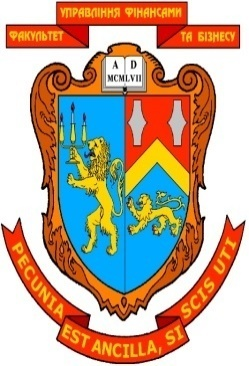 УПРАВЛІННЯ ФІНАНСАМИ
ФАКУЛЬТЕТ ТА БІЗНЕСУ
A D
MCMLVII
PECUNIA
EST ANCILLA, SI
SCIS UTI